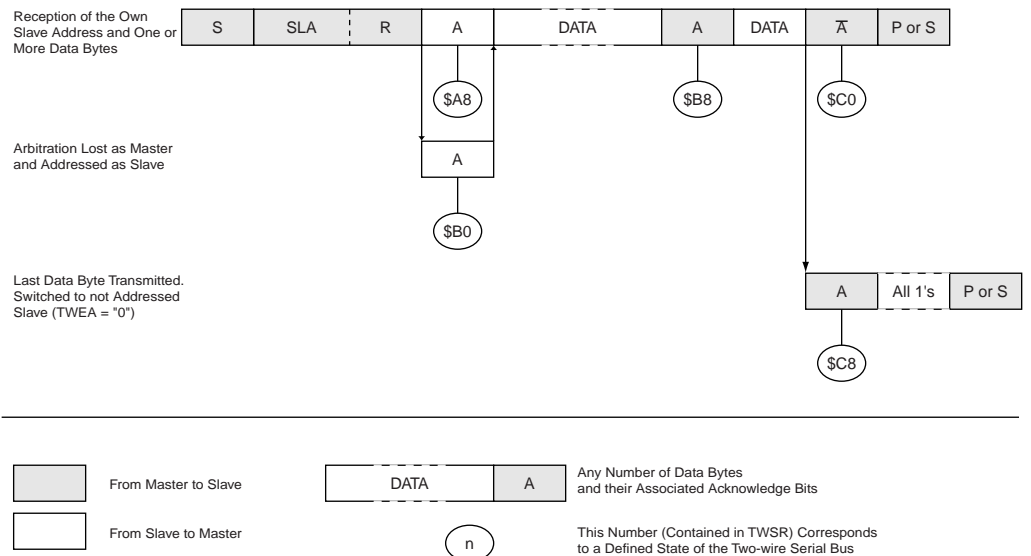 Reception of the Own
Slave Address and One or
More Data Bytes
S SLA R A DATA A DATA A̅ P or S
$A8 $B8 $C0
Arbitration Lost as Master
and Addressed as Slave
A
$B0
Last Data Byte Transmitted.
Switched to not Addressed
Slave (TWEA = "0")
A All 1's P or S
$C8
From Master to Slave
DATA A
Any Number of Data Bytes
and their Associated Acknowledge Bits
From Slave to Master
n
This Number (Contained in TWSR) Corresponds
to a Defined State of the Two-wire Serial Bus